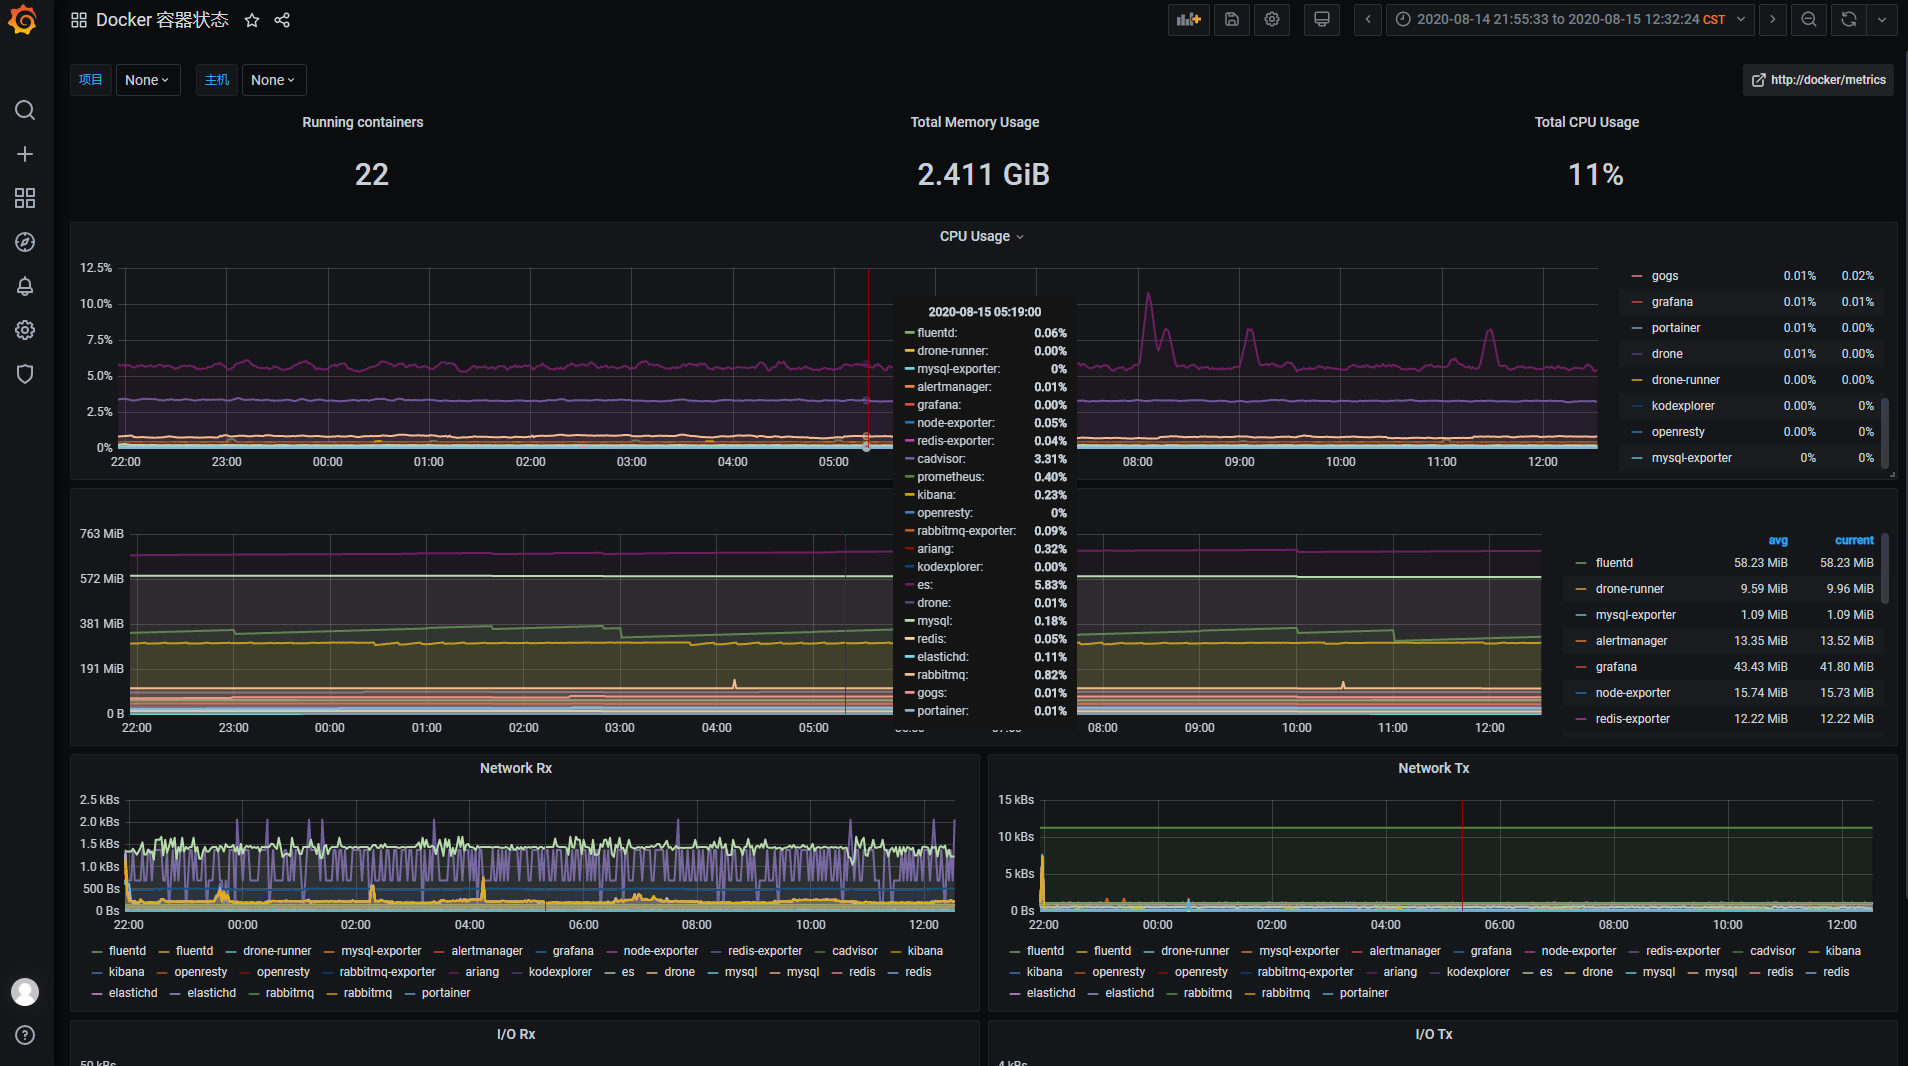 Docker 容器状态
2020-08-14 21:55:33 to 2020-08-15 12:32:24 CST
项目 None 主机 None
http://docker/metrics
Running containers
22
Total Memory Usage
2.411 GiB
Total CPU Usage
11%
CPU Usage
12.5%
10.0%
7.5%
5.0%
2.5%
0%
22:00 23:00 00:00 01:00 02:00 03:00 04:00 05:00 08:00 09:00 10:00 11:00 12:00
gogs 0.01% 0.02%
grafana 0.01% 0.01%
portainer 0.01% 0.00%
drone 0.01% 0.00%
drone-runner 0.00% 0.00%
kodexplorer 0.00% 0%
openresty 0.00% 0%
mysql-exporter 0% 0%
2020-08-15 05:19:00
fluentd: 0.06%
drone-runner: 0.00%
mysql-exporter: 0%
alertmanager: 0.01%
grafana: 0.00%
node-exporter: 0.05%
redis-exporter: 0.04%
cadvisor: 3.31%
prometheus: 0.40%
kibana: 0.23%
openresty: 0%
rabbitmq-exporter: 0.09%
ariang: 0.32%
kodexplorer: 0.00%
es: 5.83%
drone: 0.01%
mysql: 0.18%
redis: 0.05%
elastichd: 0.11%
rabbitmq: 0.82%
gogs: 0.01%
portainer: 0.01%
763 MiB
572 MiB
381 MiB
191 MiB
0 B
22:00 23:00 00:00 01:00 02:00 03:00 04:00 05:00 08:00 09:00 10:00 11:00 12:00
avg current
fluentd 58.23 MiB 58.23 MiB
drone-runner 9.59 MiB 9.96 MiB
mysql-exporter 1.09 MiB 1.09 MiB
alertmanager 13.35 MiB 13.52 MiB
grafana 43.43 MiB 41.80 MiB
node-exporter 15.74 MiB 15.73 MiB
redis-exporter 12.22 MiB 12.22 MiB
Network Rx
2.5 kBs
2.0 kBs
1.5 kBs
1.0 kBs
500 Bs
0 Bs
22:00 00:00 02:00 04:00 06:00 08:00 10:00 12:00
fluentd fluentd drone-runner mysql-exporter alertmanager grafana node-exporter redis-exporter cadvisor kibana
kibana openresty openresty rabbitmq-exporter ariang kodexplorer es drone mysql mysql redis redis
elastichd elastichd rabbitmq rabbitmq portainer
Network Tx
15 kBs
10 kBs
5 kBs
0 Bs
22:00 00:00 02:00 04:00 06:00 08:00 10:00 12:00
fluentd fluentd drone-runner mysql-exporter alertmanager grafana node-exporter redis-exporter cadvisor kibana
kibana openresty openresty rabbitmq-exporter ariang kodexplorer es drone mysql mysql redis redis
elastichd elastichd rabbitmq rabbitmq portainer
I/O Rx
50 kBs
I/O Tx
4 kBs